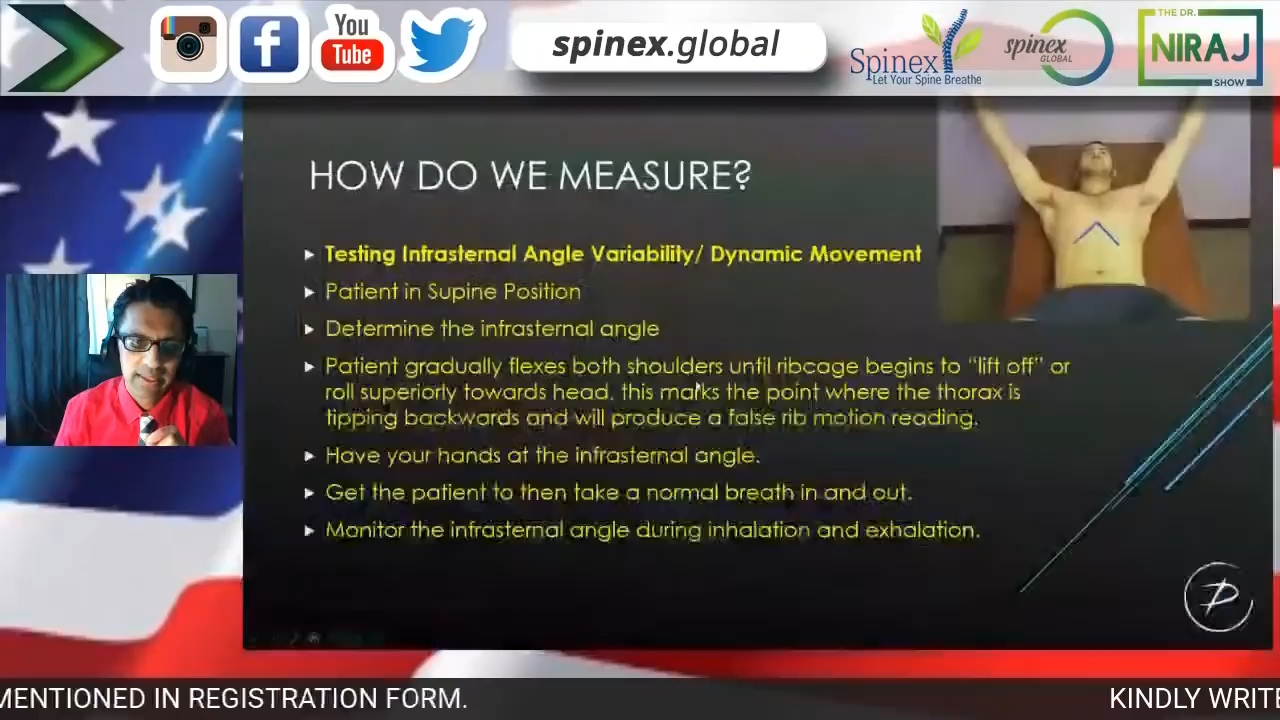 You
Tube
spinex.global
Spinex
Let Your Spine Breathe
spinex
GLOBAL
THE DR.
NIRAJ
SHOW
HOW DO WE MEASURE?
Testing Infrasternal Angle Variability/ Dynamic Movement
Patient in Supine Position
Determine the infrasternal angle
Patient gradually flexes both shoulders until ribcage begins to “lift off” or
roll superiorly towards head. this marks the point where the thorax is
tipping backwards and will produce a false rib motion reading.
Have your hands at the infrasternal angle.
Get the patient to then take a normal breath in and out.
Monitor the infrasternal angle during inhalation and exhalation.
MENTIONED IN REGISTRATION FORM.
KINDLY WRITE